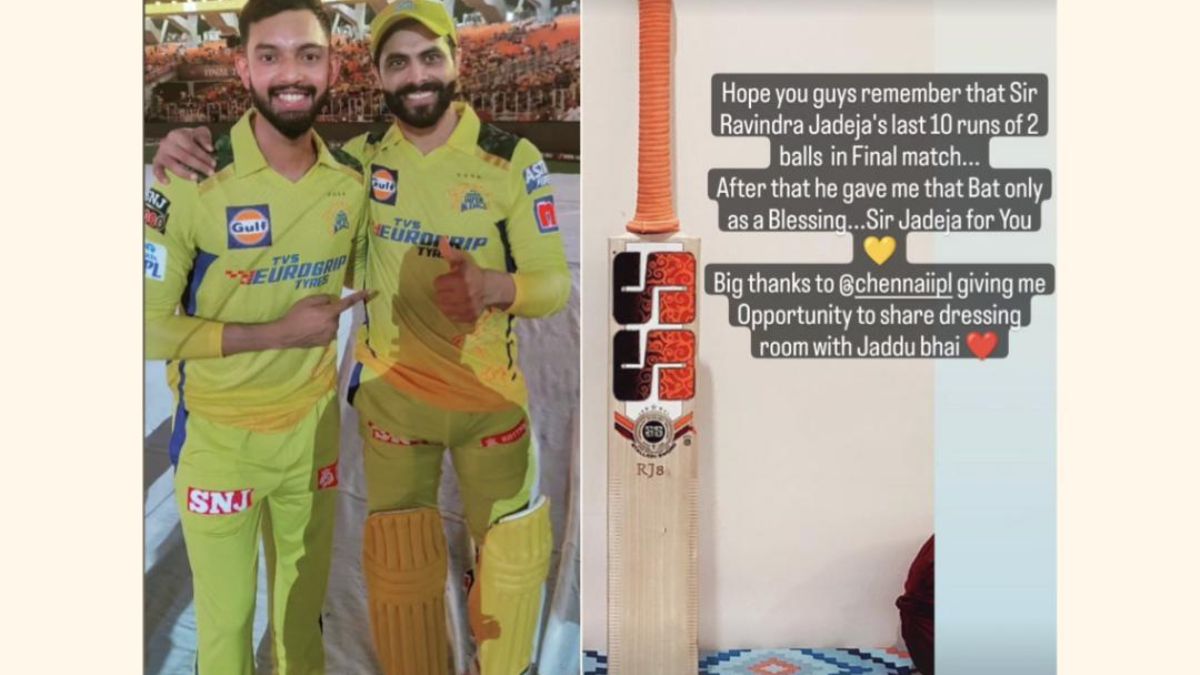 Gulf
TVS
EUROGRIP
TYRES
SNJ
IPL
SNJ
Gulf
TVS
EUROGRIP
Hope you guys remember that Sir
Ravindra Jadeja's last 10 runs of 2
balls in Final match...
After that he gave me that Bat only
as a Blessing...Sir Jadeja for You
💛
Big thanks to @chennaiipl giving me
Opportunity to share dressing
room with Jaddu bhai ❤️
SS
RJ8